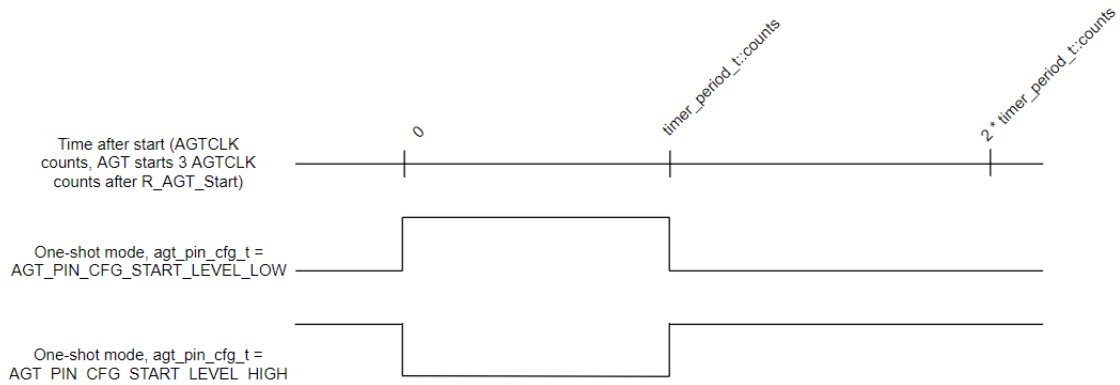 timer_period_t::counts
2 * timer_period_t::counts
0
Time after start (AGTCLK
counts, AGT starts 3 AGTCLK
counts after R_AGT_Start)
One-shot mode, agt_pin_cfg_t =
AGT_PIN_CFG_START_LEVEL_LOW
One-shot mode, agt_pin_cfg_t =
AGT_PIN_CFG_START_LEVEL_HIGH